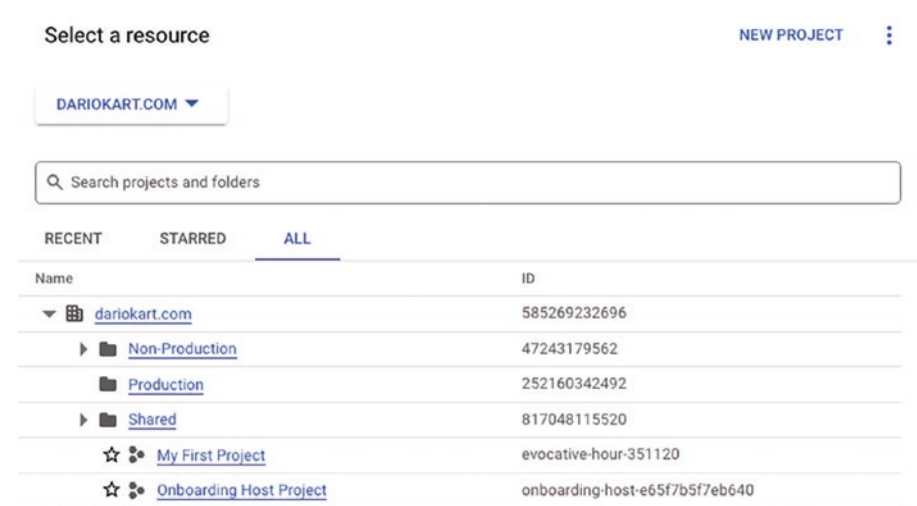 Select a resource NEW PROJECT
DARIOKART.COM
Search projects and folders
RECENT STARRED ALL
Name ID
dariokart.com 585269232696
Non-Production 47243179562
Production 252160342492
Shared 817048115520
My First Project evocative-hour-351120
Onboarding Host Project onboarding-host-e65f7b5f7eb640